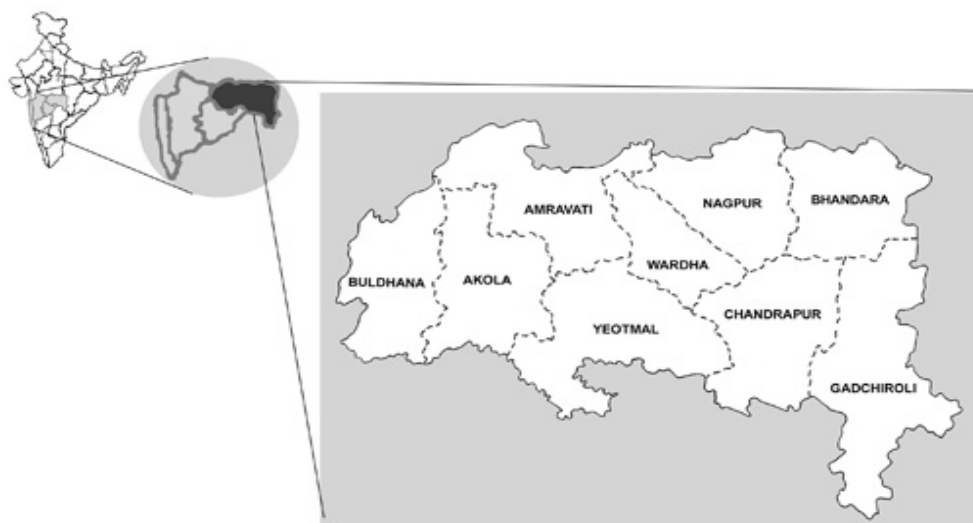 NAGPUR
BHANDARA
AMRAVATI
WARDHA
BULDHANA
AKOLA
CHANDRAPUR
YEOTMAL
GADCHIROLI